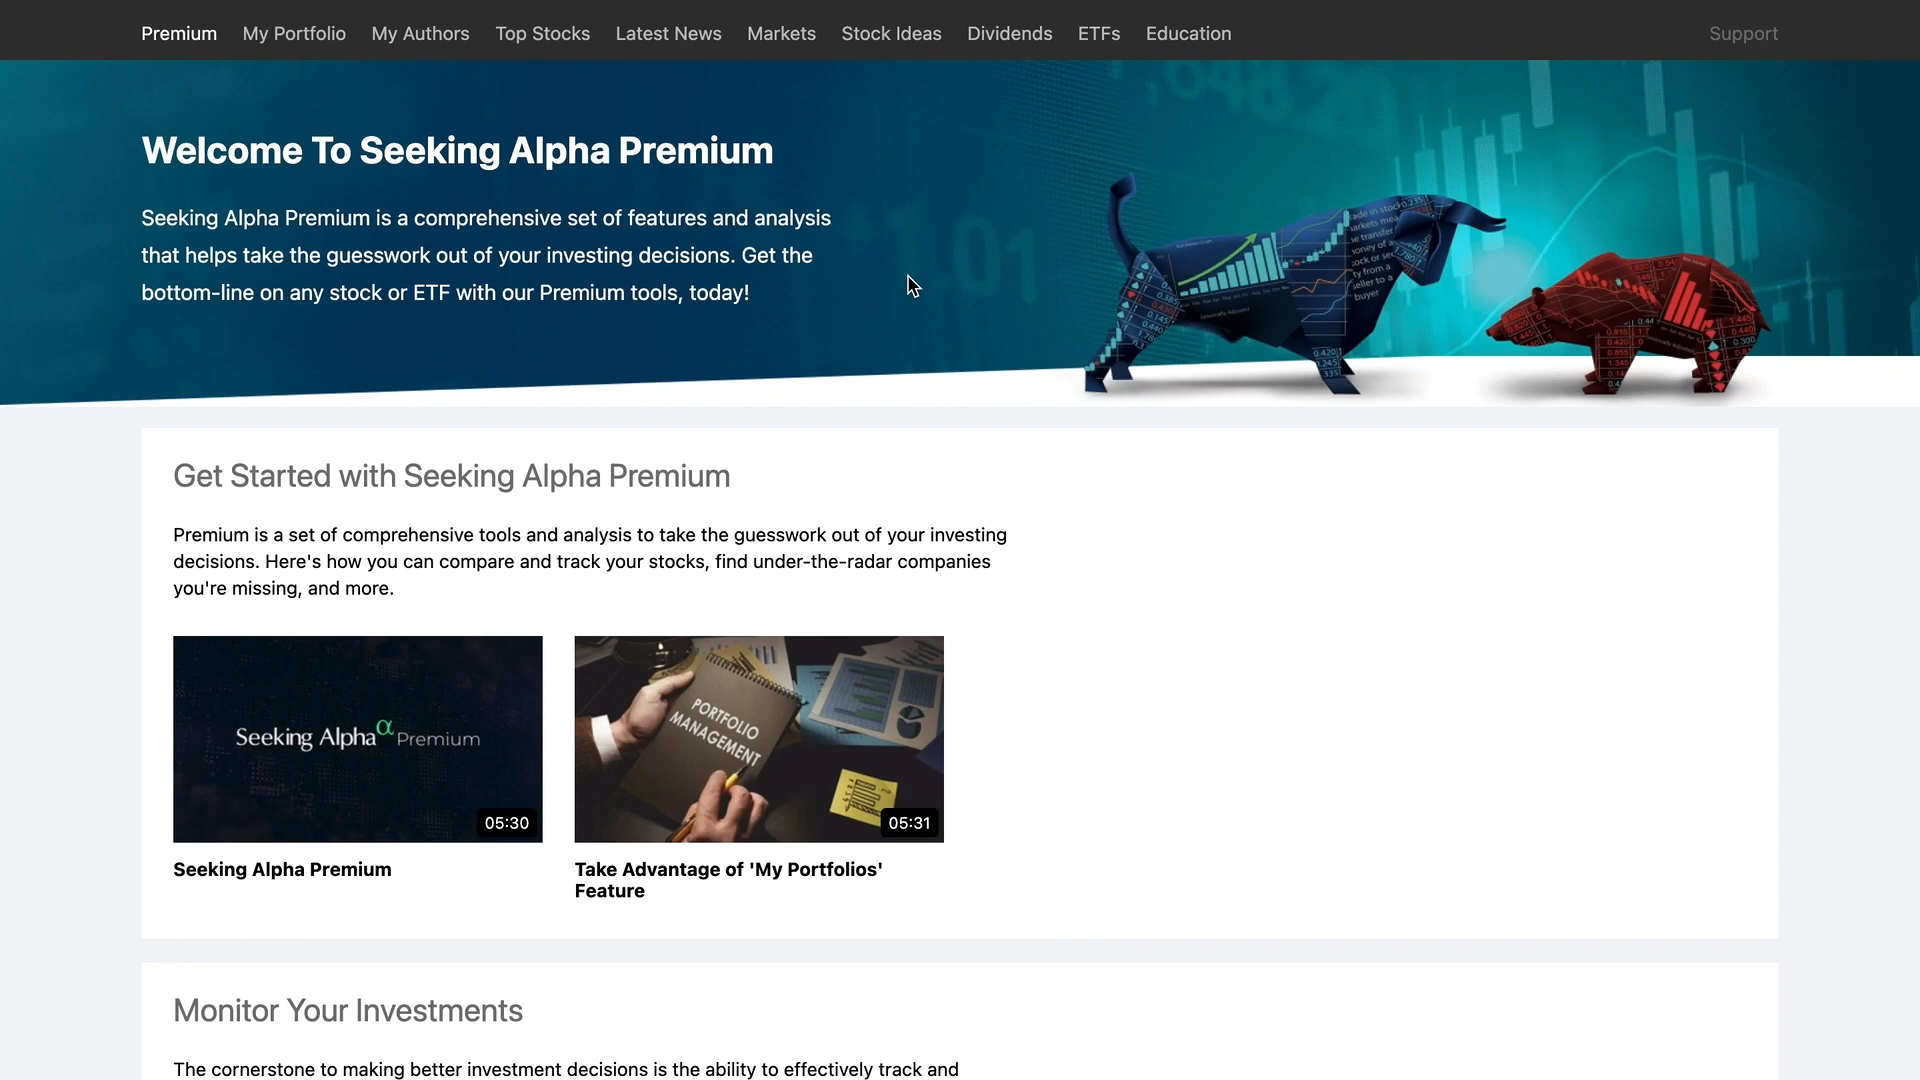 Premium My Portfolio My Authors Top Stocks Latest News Markets Stock Ideas Dividends ETFs Education Support
Welcome To Seeking Alpha Premium
Seeking Alpha Premium is a comprehensive set of features and analysis
that helps take the guesswork out of your investing decisions. Get the
bottom-line on any stock or ETF with our Premium tools, today!
Get Started with Seeking Alpha Premium
Premium is a set of comprehensive tools and analysis to take the guesswork out of your investing
decisions. Here's how you can compare and track your stocks, find under-the-radar companies
you're missing, and more.
Seeking Alphaα Premium
05:30
PORTFOLIO
MANAGEMENT
05:31
Seeking Alpha Premium
Take Advantage of 'My Portfolios'
Feature
Monitor Your Investments
The cornerstone to making better investment decisions is the ability to effectively track and